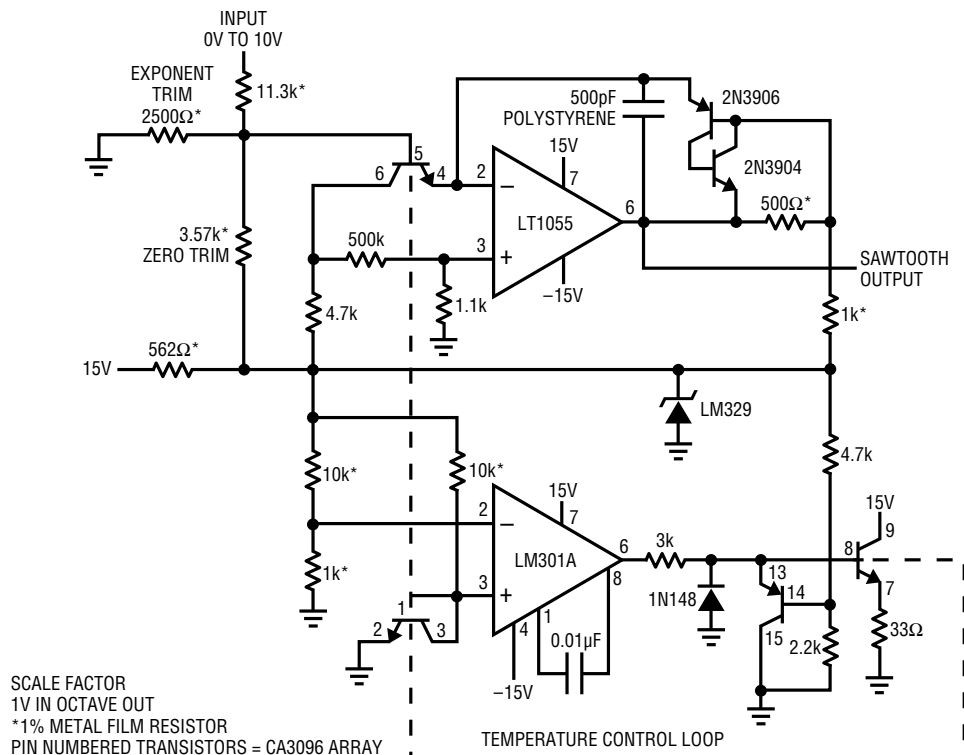 INPUT
0V TO 10V
EXPONENT
TRIM
2500Ω*
11.3k*
500pF
POLYSTYRENE
2N3906
2N3904
15V
7
5
6
4
2
−
LT1055
6
500Ω*
3.57k*
ZERO TRIM
500k
3
+
−15V
SAWTOOTH
OUTPUT
4.7k
1.1k
1k*
15V
562Ω*
LM329
10k*
10k*
4.7k
15V
7
15V
9
2
−
LM301A
6
3k
8
8
13
14
7
1k*
3
+
1N148
1
1
4
15
2.2k
33Ω
2
3
0.01µF
−15V
SCALE FACTOR
1V IN OCTAVE OUT
*1% METAL FILM RESISTOR
PIN NUMBERED TRANSISTORS = CA3096 ARRAY
TEMPERATURE CONTROL LOOP